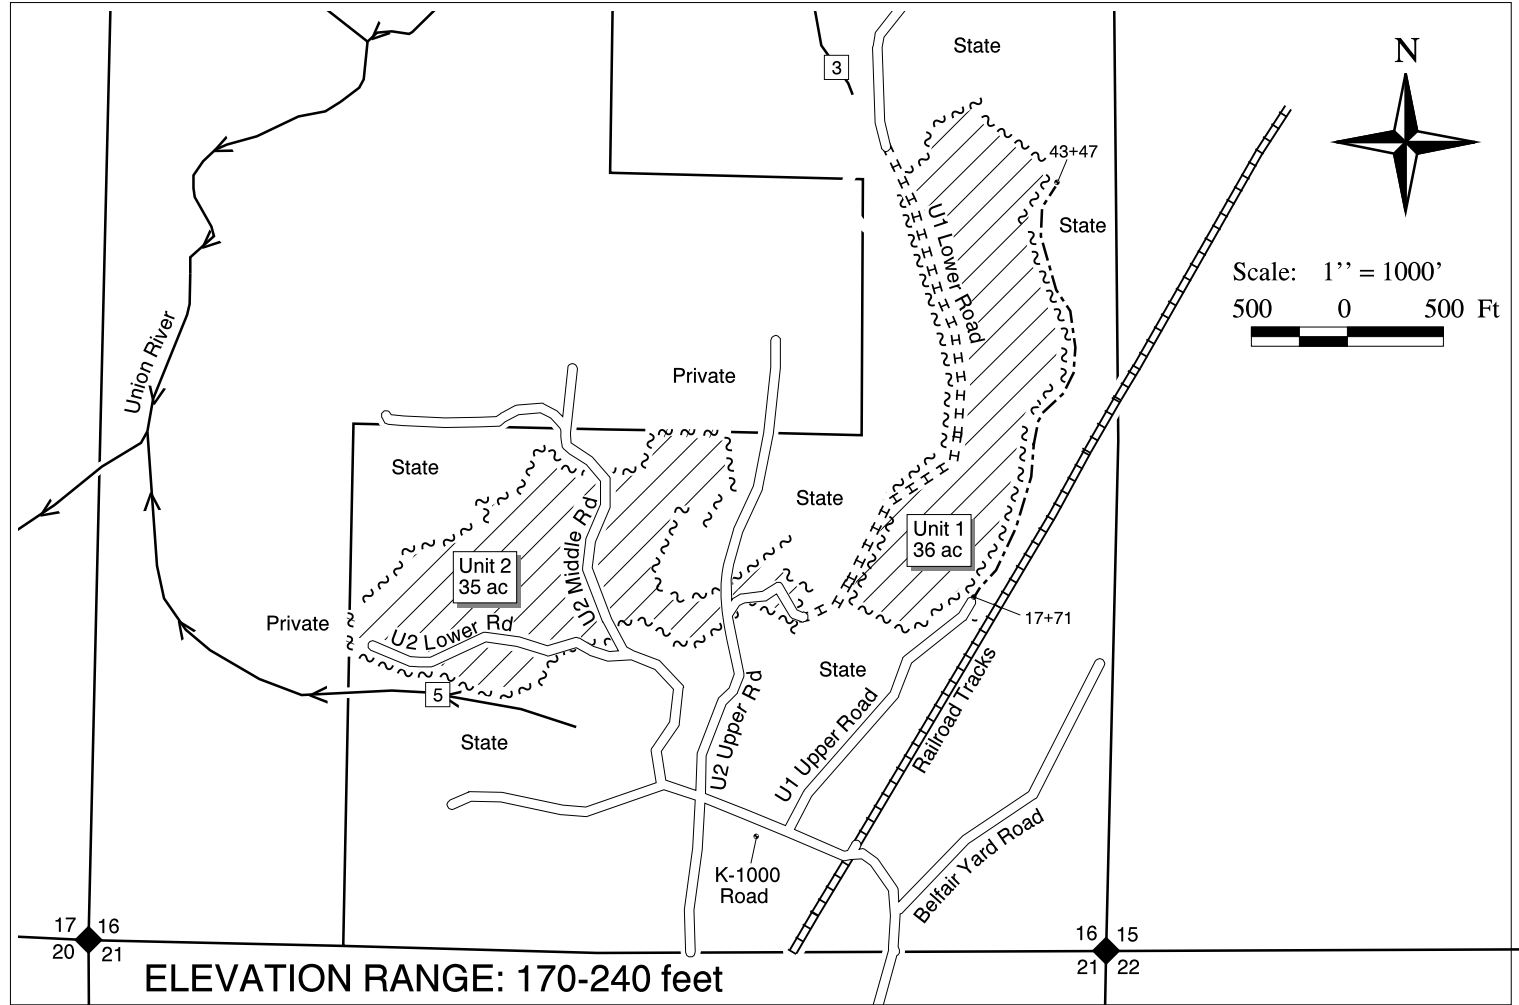 State
N
3
43+47
State
Scale: 1’’ = 1000’
500 0 500 Ft
U1 Lower Road
Union River
Private
State
State
Unit 1
36 ac
Unit 2
35 ac
U2 Middle Rd
Private
U2 Lower Rd
17+71
State
5
State
U2 Upper Rd
U1 Upper Road
Railroad Tracks
Belfair Yard Road
K-1000
Road
17 16
20 21
16 15
21 22
ELEVATION RANGE: 170-240 feet